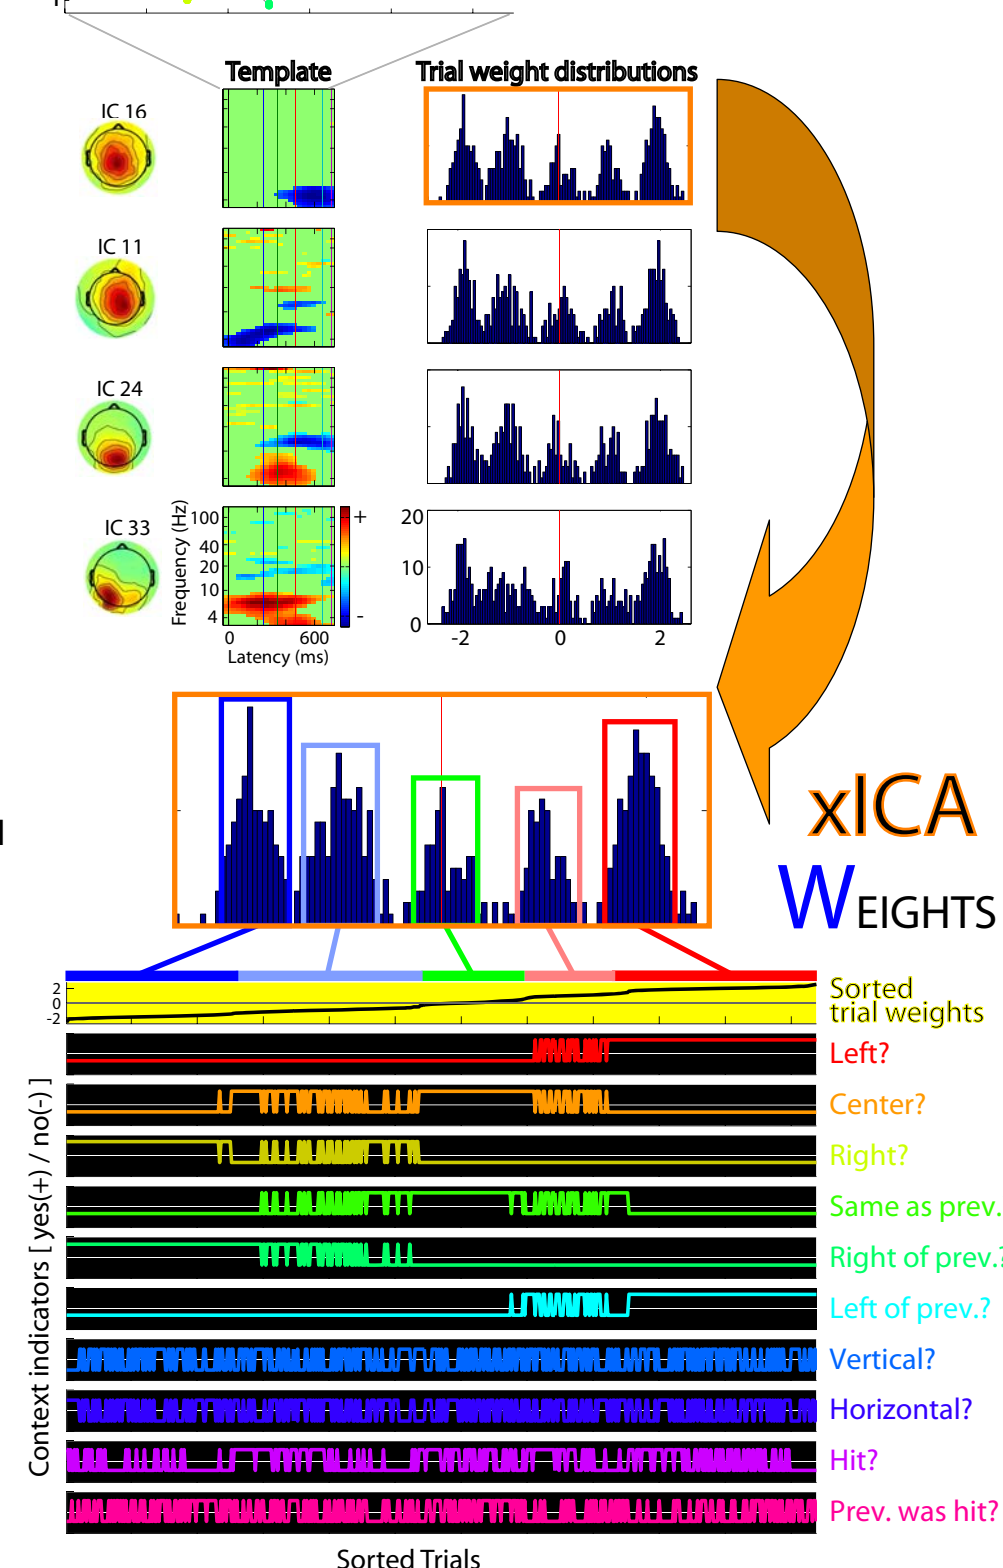 Template
Trial weight distributions
IC 16
IC 11
IC 24
IC 33
Frequency (Hz)
100
40
20
10
4
+
-
0
600
Latency (ms)
20
10
0
-2
0
2
xICA
WEIGHTS
2
0
-2
Sorted
trial weights
Context indicators [ yes(+) / no(-) ]
Left?
Center?
Right?
Same as prev.
Right of prev.?
Left of prev.?
Vertical?
Horizontal?
Hit?
Prev. was hit?
Sorted Trials